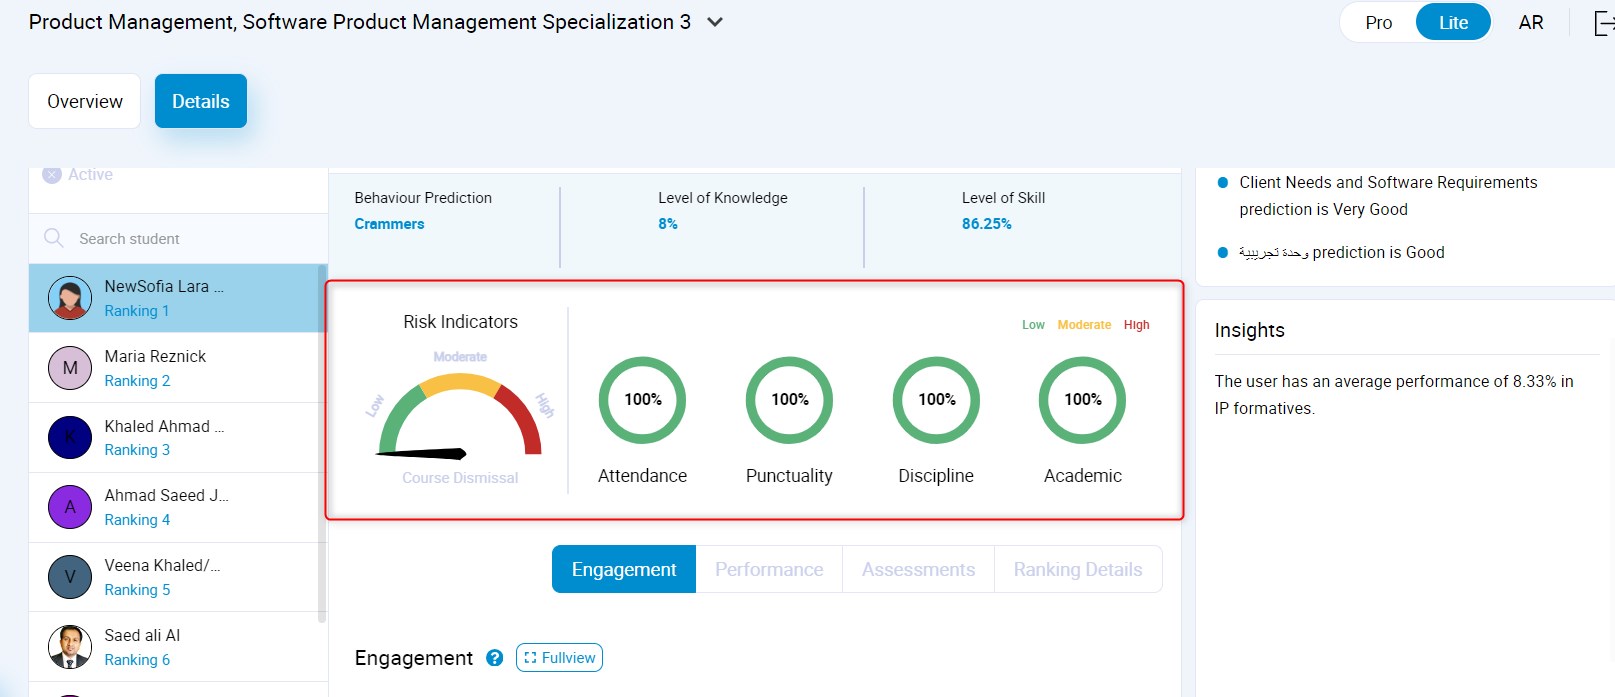 Product Management, Software Product Management Specialization 3
Pro
Lite
AR
Overview
Details
Active
Search student
NewSofia Lara ...
Ranking 1
M
Maria Reznick
Ranking 2
K
Khaled Ahmad ...
Ranking 3
A
Ahmad Saeed J...
Ranking 4
V
Veena Khaled/...
Ranking 5
Saed ali Al
Ranking 6
Behaviour Prediction
Crammers
Level of Knowledge
8%
Level of Skill
86.25%
Risk Indicators
Low
Moderate
High
Course Dismissal
Low Moderate High
100%
Attendance
100%
Punctuality
100%
Discipline
100%
Academic
Engagement
Performance
Assessments
Ranking Details
Engagement ?
Fullview
Client Needs and Software Requirements
prediction is Very Good
وحدة تجريبية prediction is Good
Insights
The user has an average performance of 8.33% in
IP formatives.